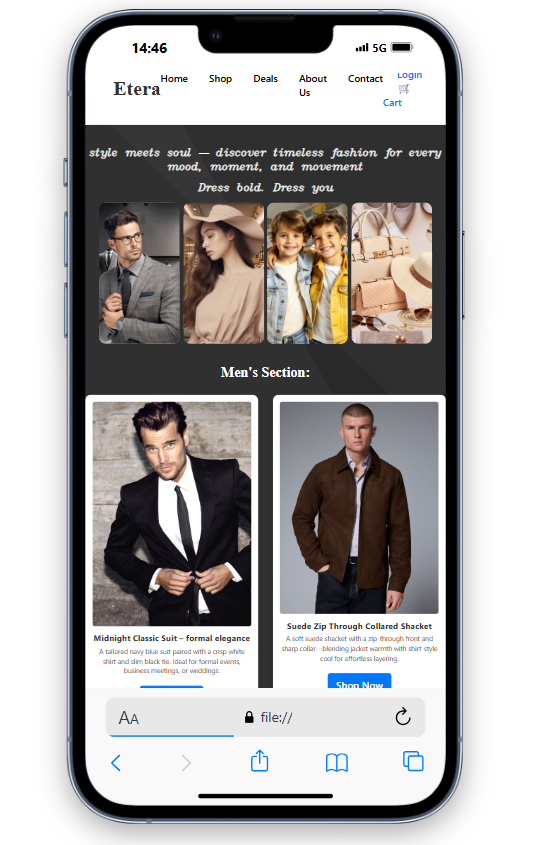 14:46
5G
Etera
Home
Shop
Deals
About
Us
Contact
Login
Cart
style meets soul — discover timeless fashion for every
mood, moment, and movement
Dress bold. Dress you
Men's Section:
Midnight Classic Suit – formal elegance
A tailored navy blue suit paired with a crisp white
shirt and slim black tie. Ideal for formal events,
business meetings, or weddings.
Suede Zip Through Collared Shacket
A soft suede shacket with a zip through front and
sharp collar—blending jacket warmth with shirt style
cool for effortless layering.
Shop Now
AA
file://